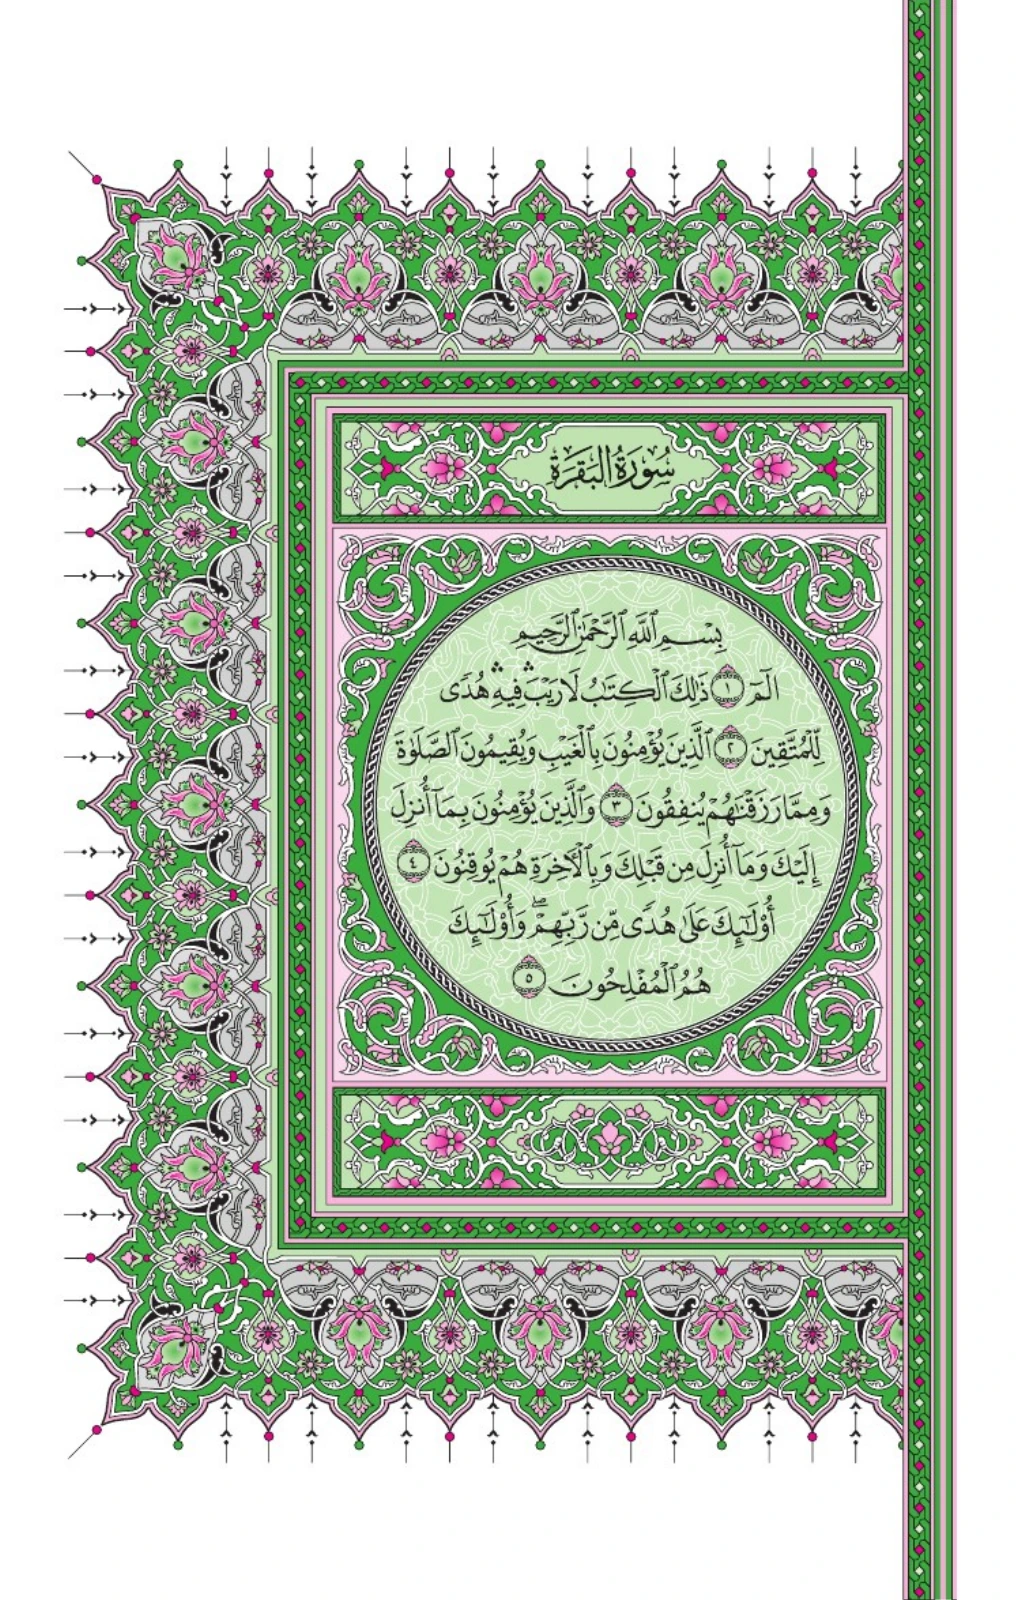 سُورَةُ البَقَرَةِ
بِسْمِ ٱللَّهِ ٱلرَّحْمَٰنِ ٱلرَّحِيمِ
الٓمٓ ١ ذَٰلِكَ ٱلْكِتَٰبُ لَا رَيْبَۛ فِيهِۛ هُدًى
لِّلْمُتَّقِينَ ٢ ٱلَّذِينَ يُؤْمِنُونَ بِٱلْغَيْبِ وَيُقِيمُونَ ٱلصَّلَوٰةَ
وَمِمَّا رَزَقْنَٰهُمْ يُنفِقُونَ ٣ وَٱلَّذِينَ يُؤْمِنُونَ بِمَآ أُنزِلَ
إِلَيْكَ وَمَآ أُنزِلَ مِن قَبْلِكَ وَبِٱلْءَاخِرَةِ هُمْ يُوقِنُونَ ٤
أُو۟لَٰٓئِكَ عَلَىٰ هُدًى مِّن رَّبِّهِمْۖ وَأُو۟لَٰٓئِكَ
هُمُ ٱلْمُفْلِحُونَ ٥